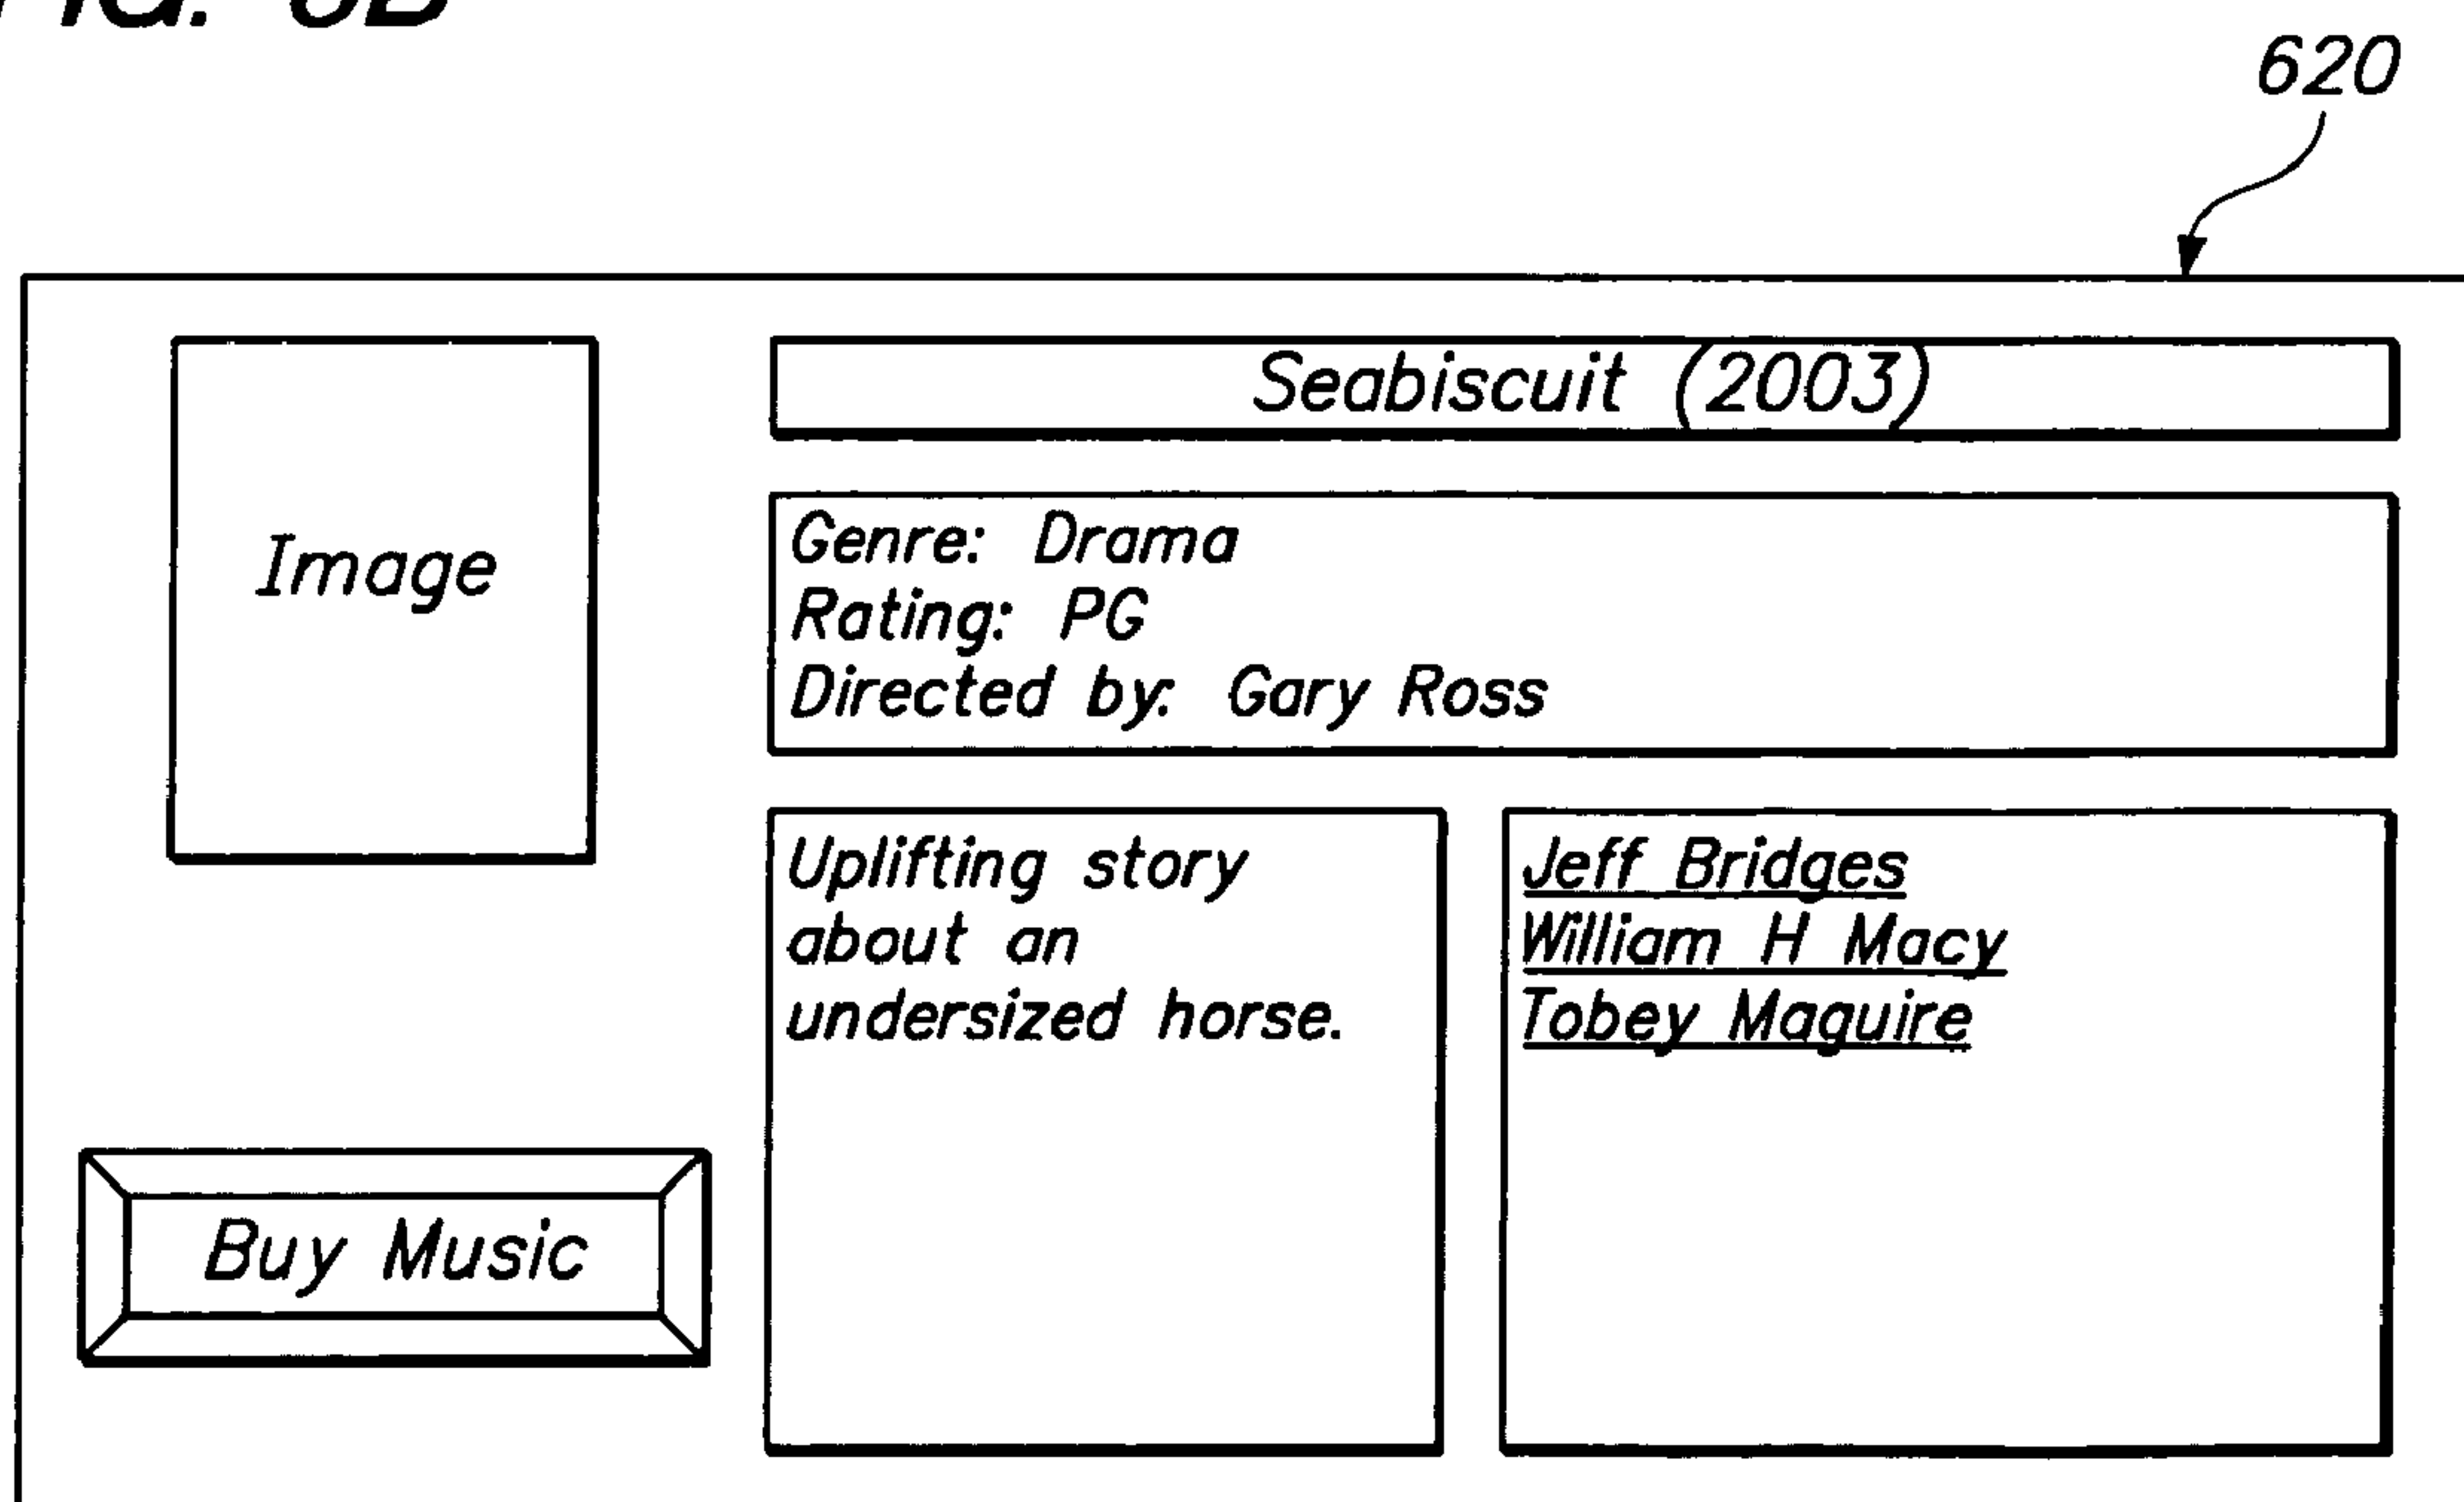 FIG.
620
Seabiscuit (2003)
Image
Genre: Drama
Rating: PG
Directed by: Gary Ross
Uplifting story
about an
undersized horse.
Jeff Bridges
William H Macy
Tobey Maguire
Buy Music